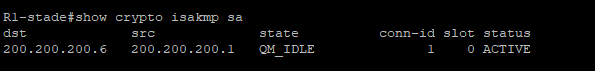 R1-stade#show crypto isakmp sa
dst src state conn-id slot status
200.200.200.6 200.200.200.1 QM_IDLE 1 0 ACTIVE